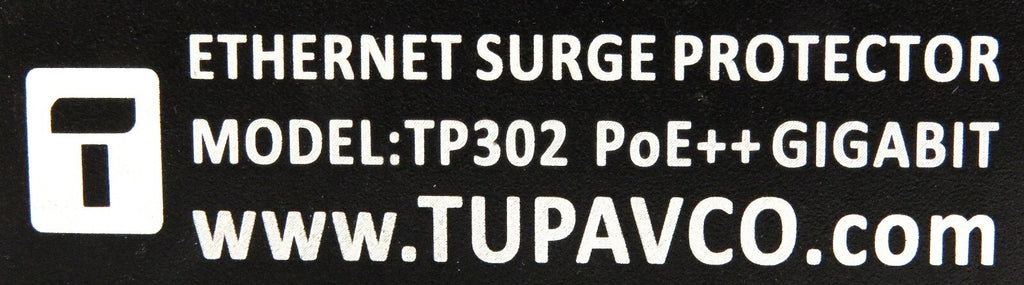 ETHERNET SURGE PROTECTOR
MODEL:TP302 PoE++ GIGABIT
www.TUPAVCO.com